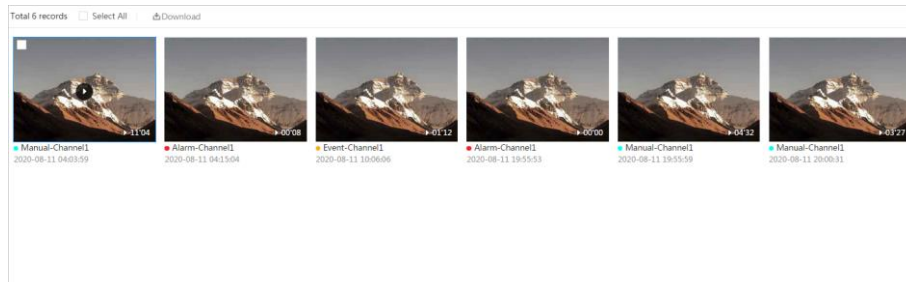 Total 6 records Select All Download
11'04 00'08 01'12 00'00 04'32 03'27
Manual-Channel1 Alarm-Channel1 Event-Channel1 Alarm-Channel1 Manual-Channel1 Manual-Channel1
2020-08-11 04:03:59 2020-08-11 04:15:04 2020-08-11 10:06:06 2020-08-11 19:55:53 2020-08-11 19:55:59 2020-08-11 20:00:31